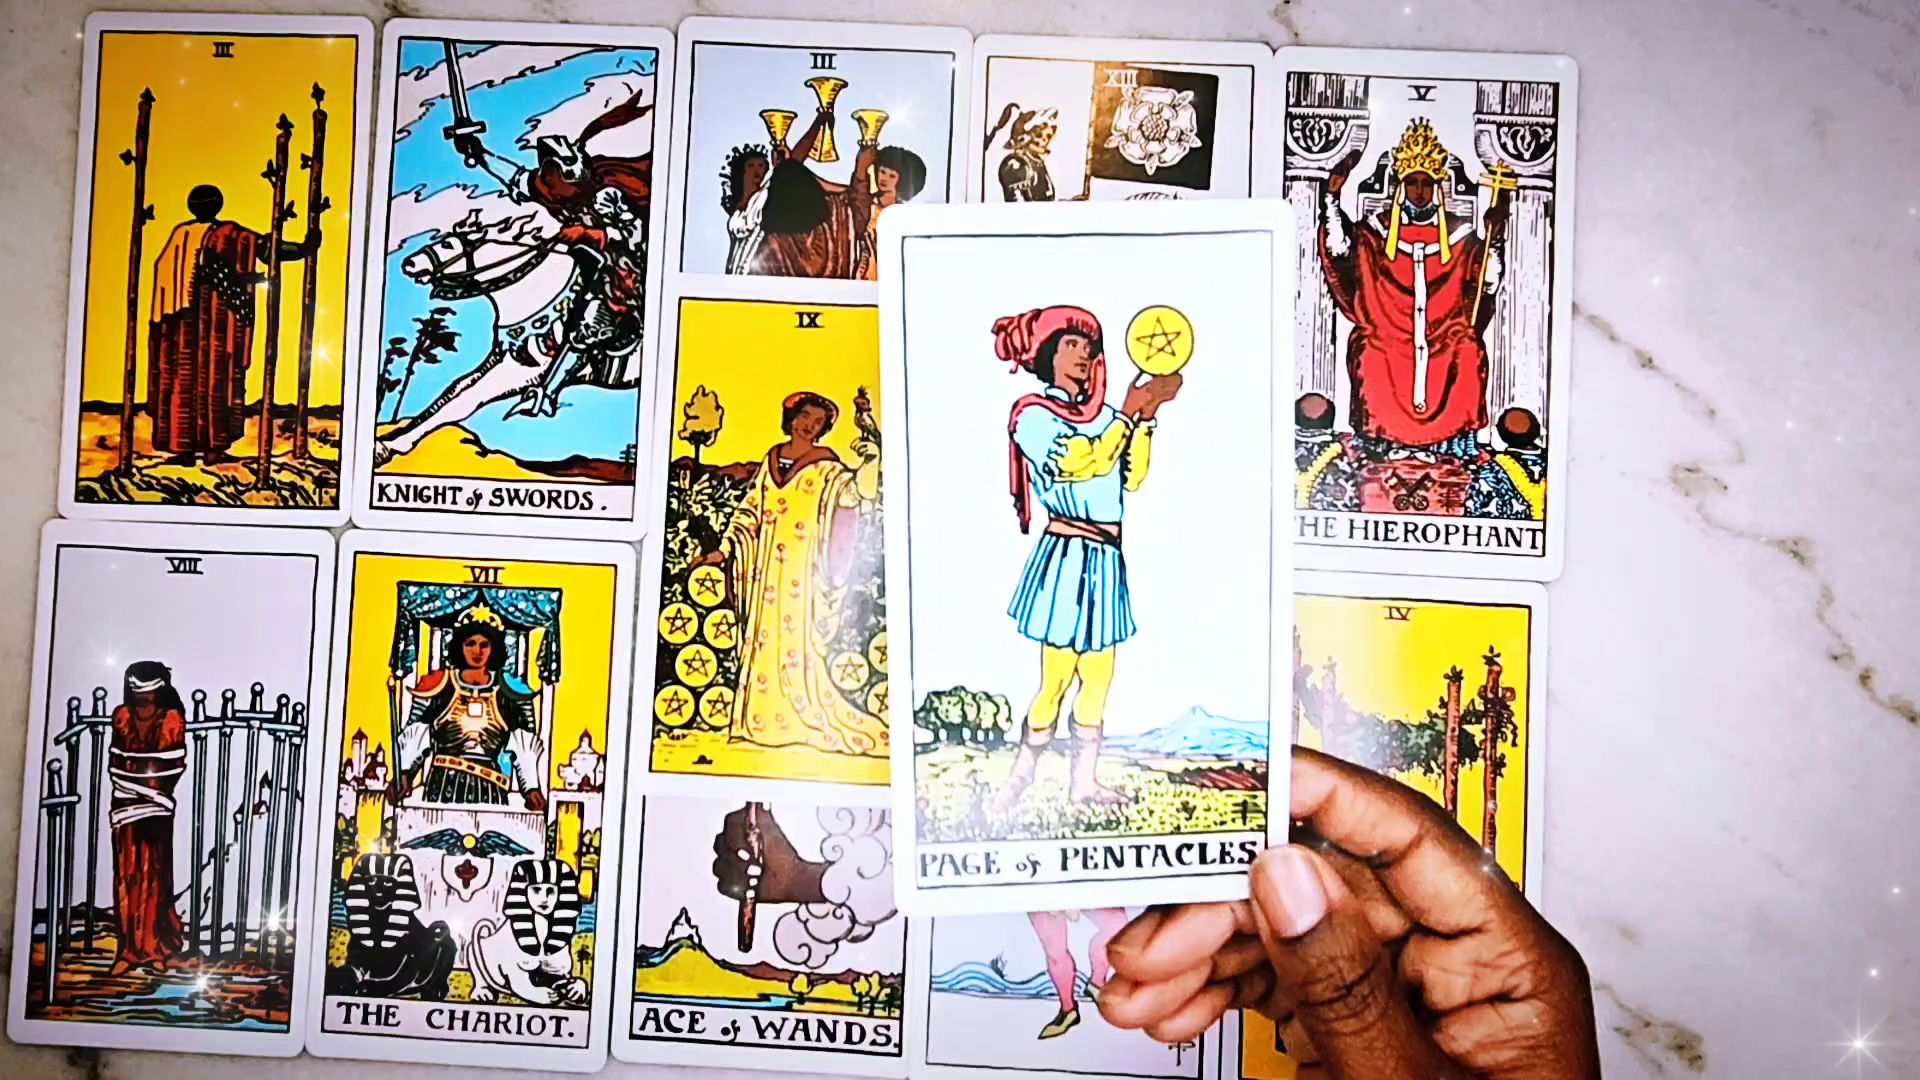 III
KNIGHT of SWORDS.
III
XIII
V
THE HIEROPHANT
VIII
VII
THE CHARIOT.
IX
ACE of WANDS.
PAGE of PENTACLES
IV